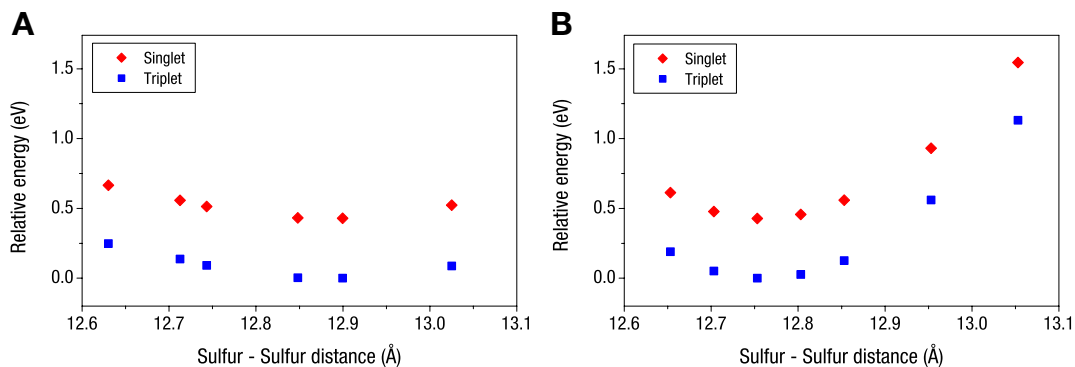 A
Singlet
Triplet
Relative energy (eV)
1.5
1.0
0.5
0.0
12.6 12.7 12.8 12.9 13.0 13.1
Sulfur - Sulfur distance (Å)
B
Singlet
Triplet
Relative energy (eV)
1.5
1.0
0.5
0.0
12.6 12.7 12.8 12.9 13.0 13.1
Sulfur - Sulfur distance (Å)